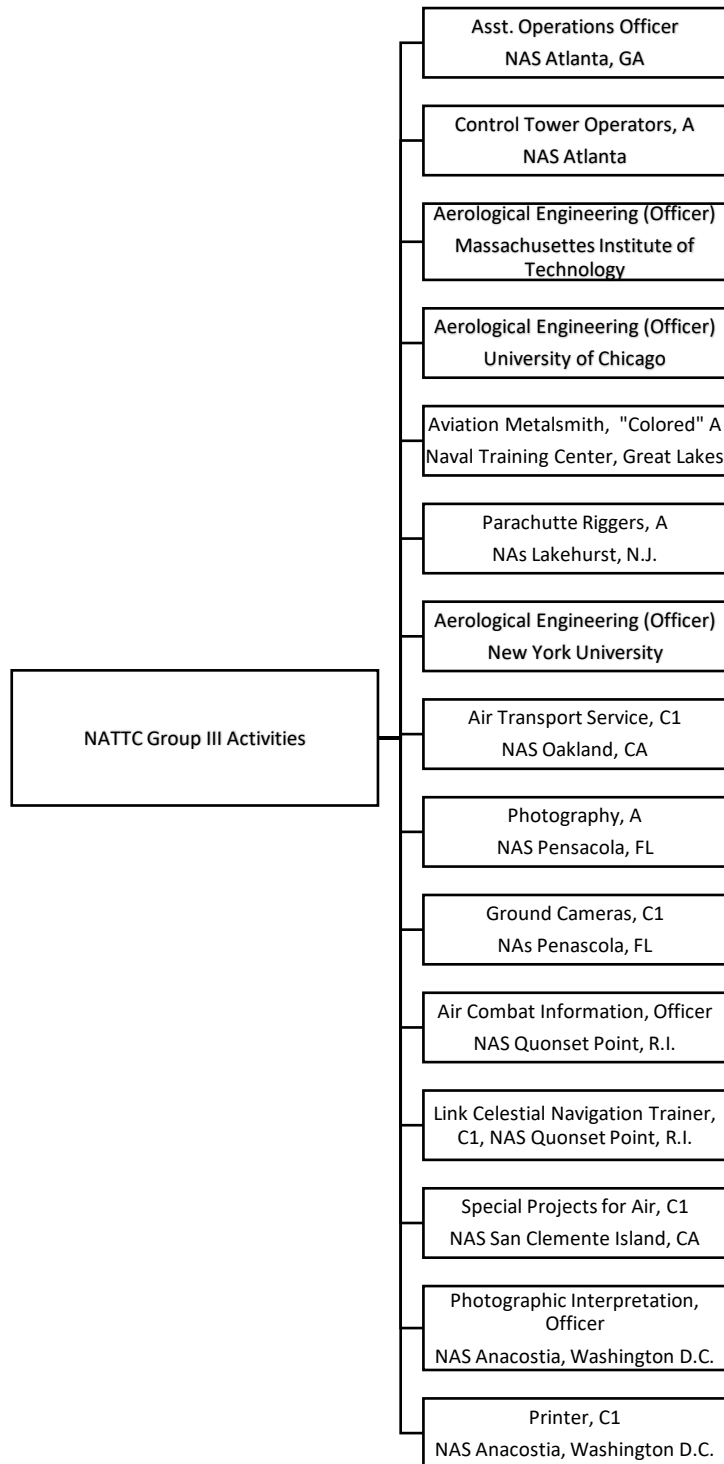 Asst. Operations Officer
NAS Atlanta, GA
Control Tower Operators, A
NAS Atlanta
Aerological Engineering (Officer)
Massachusettes Institute of
Technology
Aerological Engineering (Officer)
University of Chicago
Aviation Metalsmith, "Colored" A
Naval Training Center, Great Lakes
Parachutte Riggers, A
NAs Lakehurst, N.J.
Aerological Engineering (Officer)
New York University
NATTC Group III Activities
Air Transport Service, C1
NAS Oakland, CA
Photography, A
NAS Pensacola, FL
Ground Cameras, C1
NAs Penascola, FL
Air Combat Information, Officer
NAS Quonset Point, R.I.
Link Celestial Navigation Trainer,
C1, NAS Quonset Point, R.I.
Special Projects for Air, C1
NAS San Clemente Island, CA
Photographic Interpretation,
Officer
NAS Anacostia, Washington D.C.
Printer, C1
NAS Anacostia, Washington D.C.